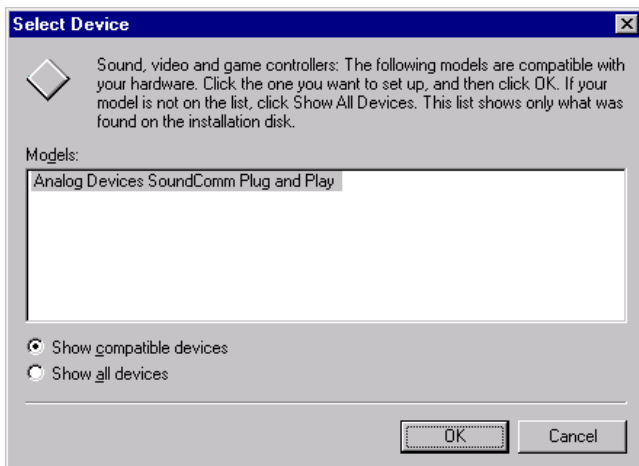 Select Device
Sound, video and game controllers: The following models are compatible with
your hardware. Click the one you want to set up, and then click OK. If your
model is not on the list, click Show All Devices. This list shows only what was
found on the installation disk.
Models:
Analog Devices SoundComm Plug and Play
Show compatible devices
Show all devices
OK
Cancel